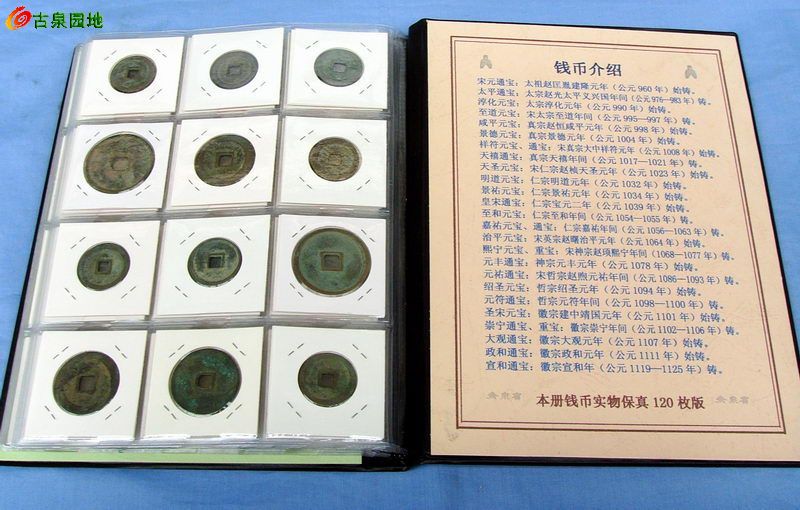 古泉园地
钱币介绍
宋元通宝：太祖赵匡胤建隆元年（公元960年）始铸。
太平通宝：太宗赵光太平义兴国年间（公元976—983年）铸。
淳化元宝：太宗淳化元年（公元990年）始铸。
至道元宝：宋太宗至道年间（公元995—997年）铸。
咸平元宝：真宗赵恒咸平元年（公元998年）始铸。
景德元宝：真宗景德元年（公元1004年）始铸。
祥符元宝、通宝：宋真宗大中祥符元年（公元1008年）始铸。
天禧通宝：真宗天禧年间（公元1017—1021年）铸。
天圣元宝：宋仁宗赵祯天圣元年（公元1023年）始铸。
明道元宝：仁宗明道元年（公元1032年）始铸。
景祐元宝：仁宗景祐元年（公元1034年）始铸。
皇宋通宝：仁宗宝元二年（公元1039年）始铸。
至和元宝：仁宗至和年间（公元1054—1055年）铸。
嘉祐元宝、通宝：仁宗嘉祐年间（公元1056—1063年）铸。
治平元宝：宋英宗赵曙治平元年（公元1064年）始铸。
熙宁元宝、重宝：宋神宗赵顼熙宁年间（1068—1077年）铸。
元丰通宝：神宗元丰元年（公元1078年）始铸。
元祐通宝：宋哲宗赵煦元祐年间（公元1086—1093年）铸。
绍圣元宝：哲宗绍圣元年（公元1094年）始铸。
元符通宝：哲宗元符年间（公元1098—1100年）铸。
圣宋元宝：徽宗建中靖国元年（公元1101年）始铸。
崇宁通宝、重宝：徽宗崇宁年间（公元1102—1106年）铸。
大观通宝：徽宗大观元年（公元1107年）始铸。
政和通宝：徽宗政和元年（公元1111年）始铸。
宣和通宝：徽宗宣和年（公元1119—1125年）铸。
本册钱币实物保真120枚版